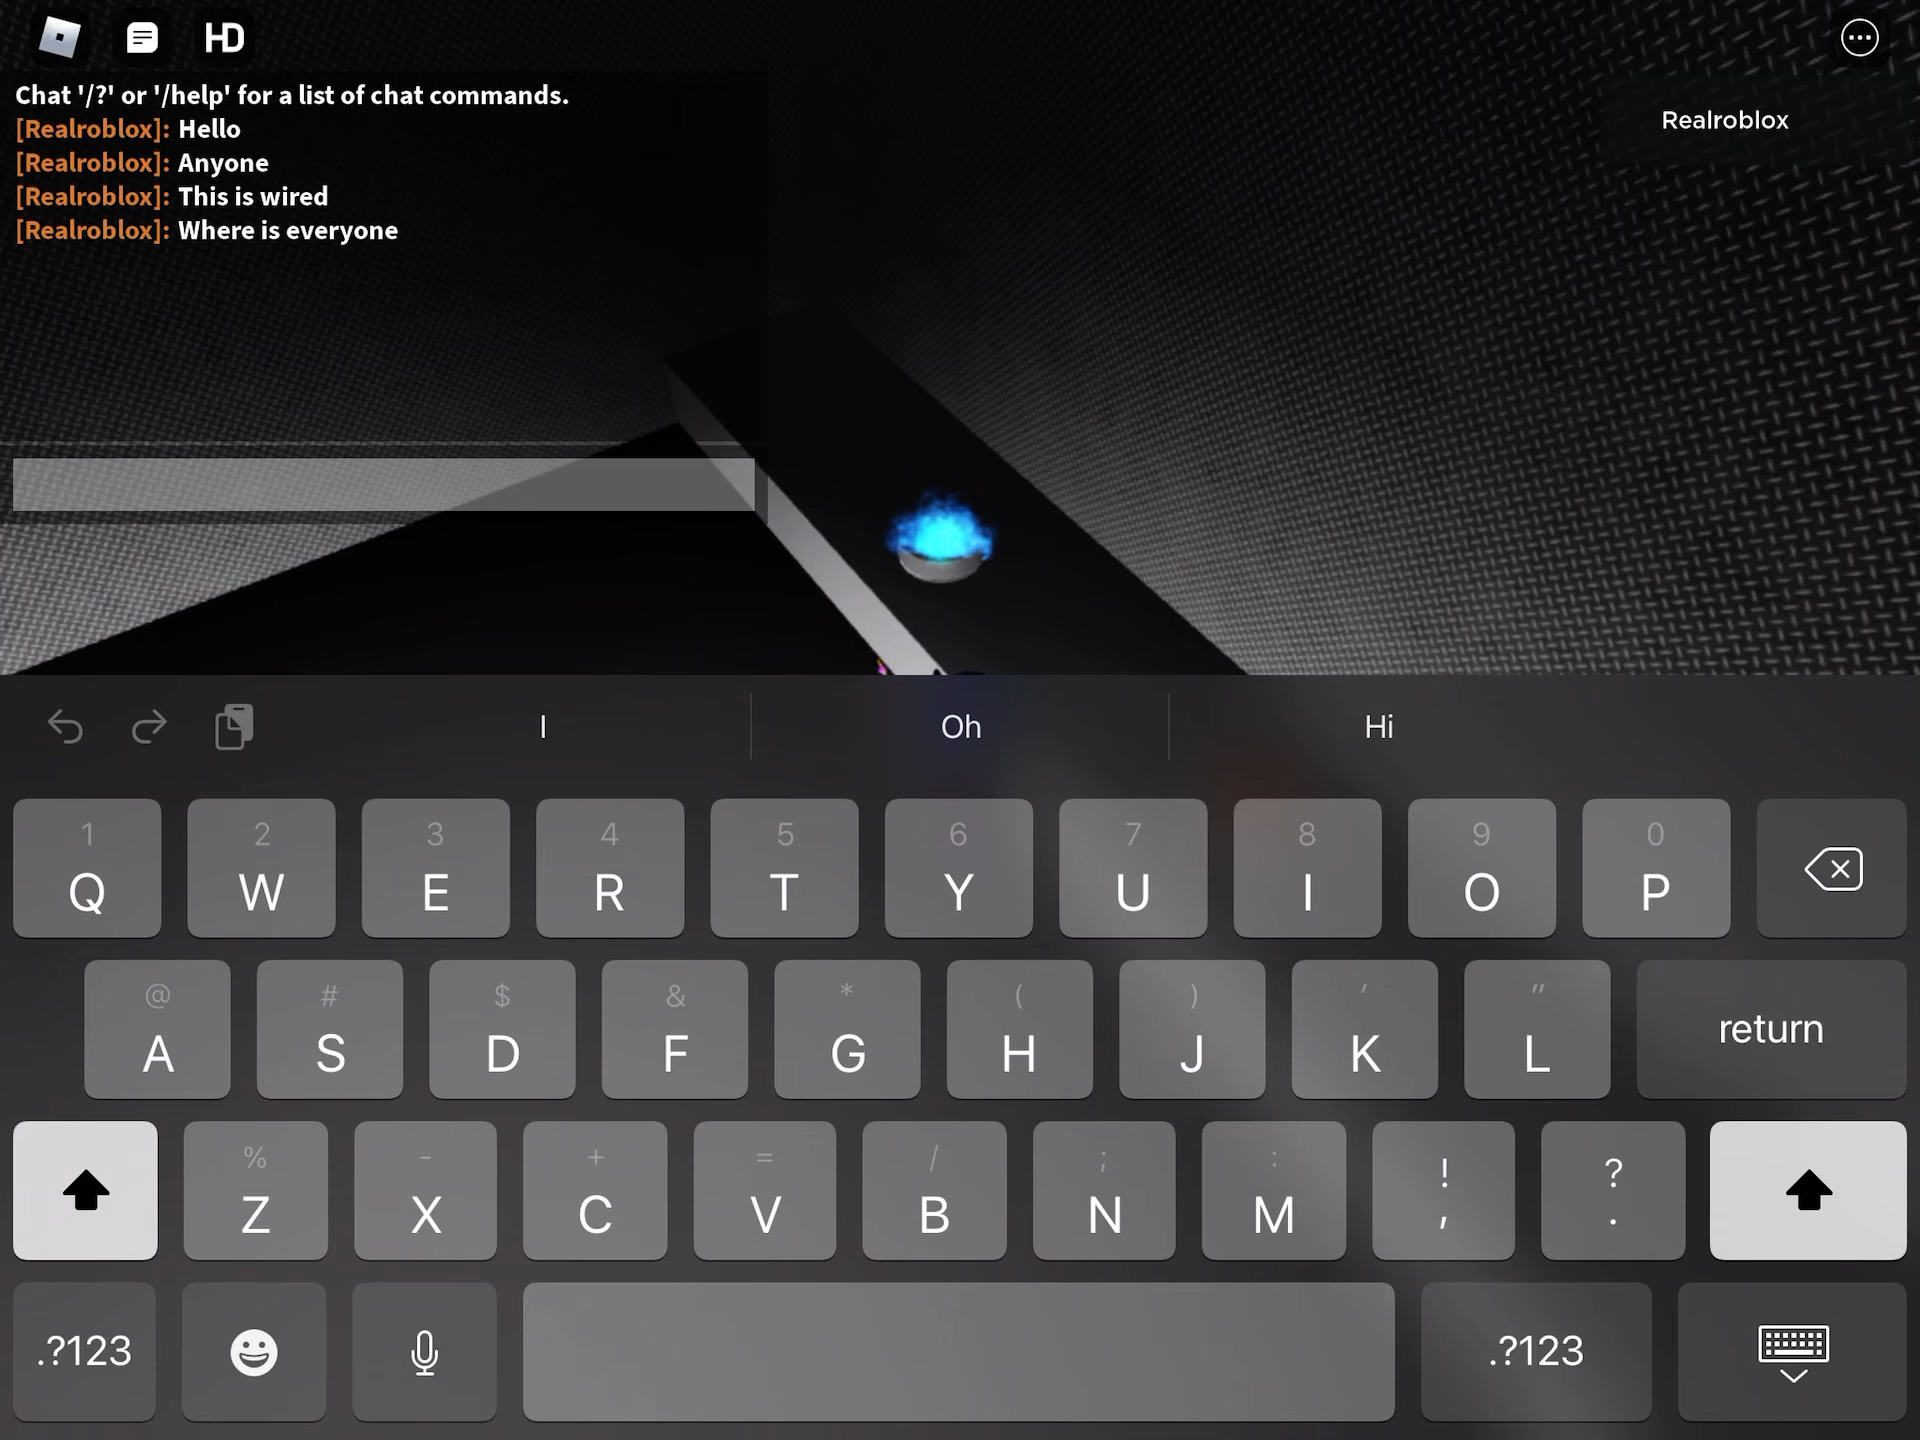 HD
Chat '/?' or '/help' for a list of chat commands.
Realroblox
[Realroblox]: Hello
[Realroblox]: Anyone
[Realroblox]: This is wired
[Realroblox]: Where is everyone
I Oh Hi
1 2 3 4 5 6 7 8 9 0
Q W E R T Y U I O P
@ # $ & * ( ) ' "
A S D F G H J K L return
% - + = / ; : ! ?
Z X C V B N M , .
.?123 .?123